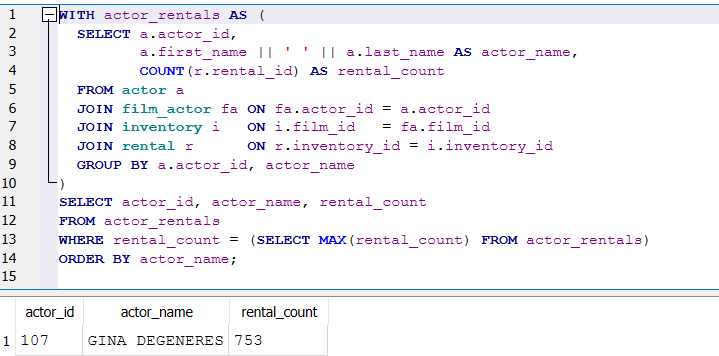 1 WITH actor_rentals AS (
2 SELECT a.actor_id,
3 a.first_name || ' ' || a.last_name AS actor_name,
4 COUNT(r.rental_id) AS rental_count
5 FROM actor a
6 JOIN film_actor fa ON fa.actor_id = a.actor_id
7 JOIN inventory i ON i.film_id = fa.film_id
8 JOIN rental r ON r.inventory_id = i.inventory_id
9 GROUP BY a.actor_id, actor_name
10 )
11 SELECT actor_id, actor_name, rental_count
12 FROM actor_rentals
13 WHERE rental_count = (SELECT MAX(rental_count) FROM actor_rentals)
14 ORDER BY actor_name;
15
actor_id actor_name rental_count
1 107 GINA DEGENERES 753